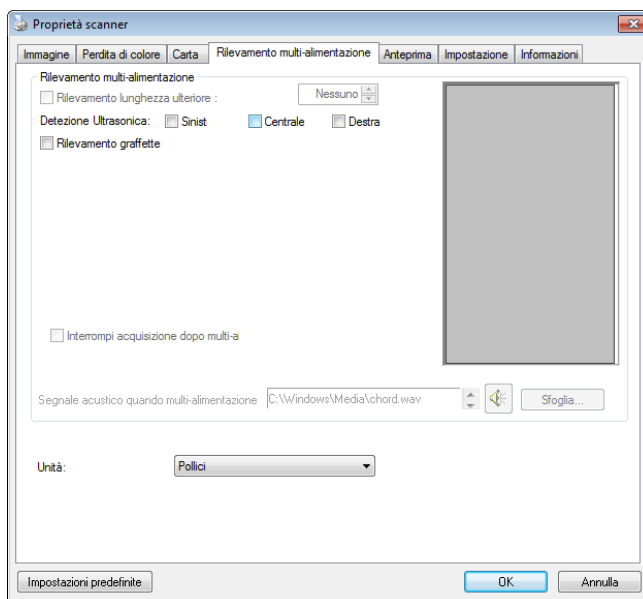 Proprietà scanner
Immagine Perdita di colore Carta Rilevamento multi-alimentazione Anteprima Impostazione Informazioni
Rilevamento multi-alimentazione
Rilevamento lunghezza ulteriore : Nessuno
Detezione Ultrasonica: Sinist Centrale Destra
Rilevamento graffette
Interrompi acquisizione dopo multi-a
Segnale acustico quando multi-alimentazione C:\Windows\Media\chord.wav Sfoglia...
Unità: Pollici
Impostazioni predefinite OK Annulla